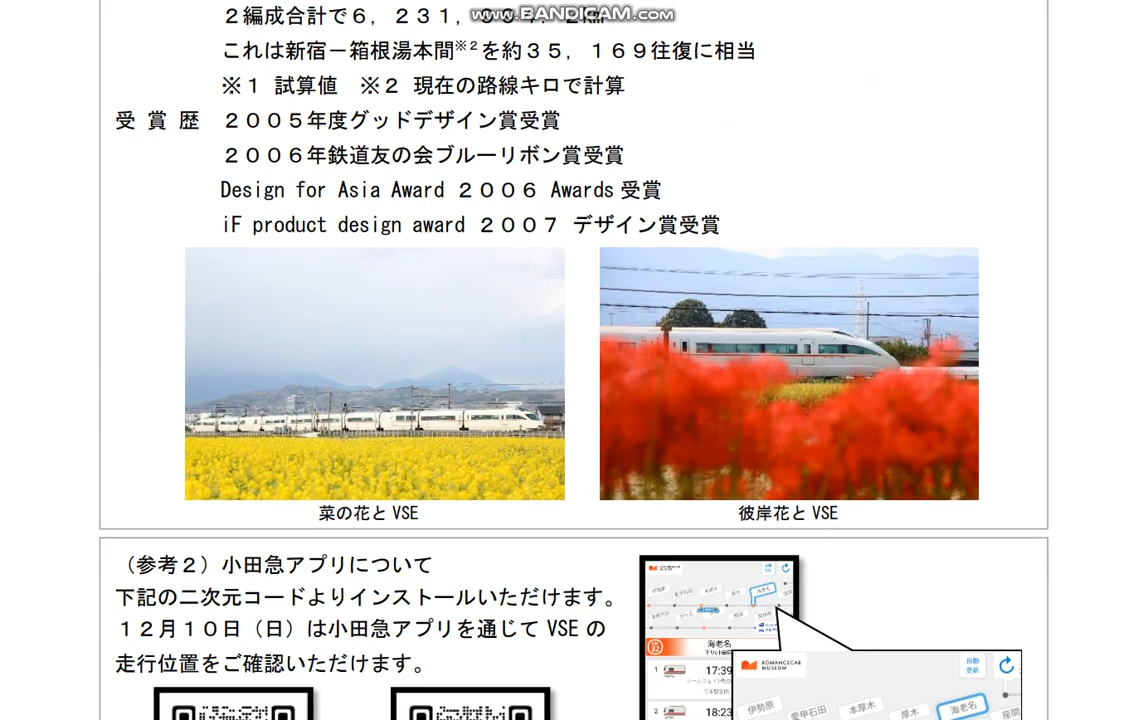 www.BANDICAM.com
２編成合計で６，２３１，
これは新宿－箱根湯本間※２を約３５，１６９往復に相当
※１ 試算値　※２ 現在の路線キロで計算
受 賞 歴　２００５年度グッドデザイン賞受賞
２００６年鉄道友の会ブルーリボン賞受賞
Design for Asia Award ２００６ Awards 受賞
iF product design award ２００７ デザイン賞受賞
菜の花と VSE
彼岸花と VSE
（参考２）小田急アプリについて
下記の二次元コードよりインストールいただけます。
１２月１０日（日）は小田急アプリを通じて VSE の
走行位置をご確認いただけます。
海老名
1 17:39
2 18:23
ROMANCECAR
MUSEUM
自動
更新
伊勢原 愛甲石田 本厚木 厚木 海老名 座間